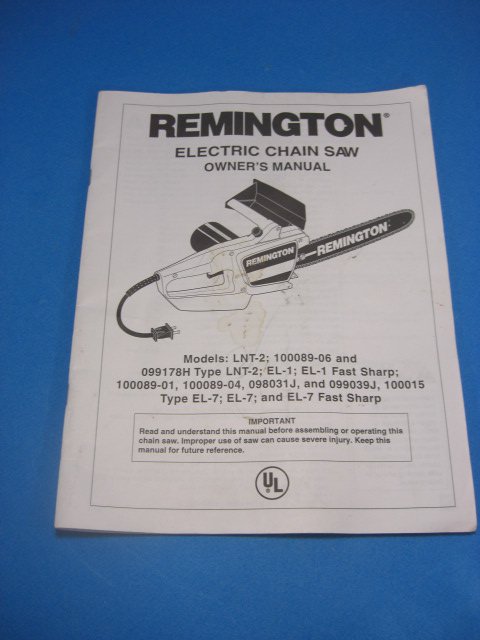 REMINGTON®
ELECTRIC CHAIN SAW
OWNER'S MANUAL
REMINGTON
REMINGTON
Models: LNT-2; 100089-06 and
099178H Type LNT-2; EL-1; EL-1 Fast Sharp;
100089-01, 100089-04, 098031J, and 099039J, 100015
Type EL-7; EL-7; and EL-7 Fast Sharp
IMPORTANT
Read and understand this manual before assembling or operating this
chain saw. Improper use of saw can cause severe injury. Keep this
manual for future reference.
UL